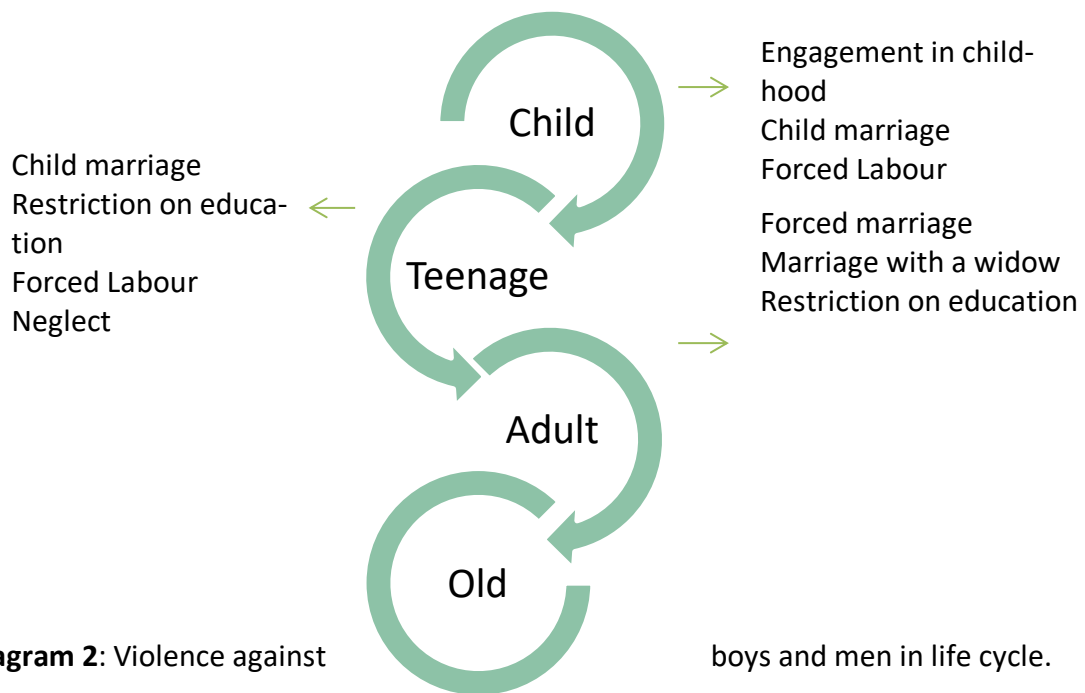 Child
Engagement in child-
hood
Child marriage
Forced Labour
Child marriage
Restriction on educa-
tion
Forced Labour
Neglect
Teenage
Forced marriage
Marriage with a widow
Restriction on education
Adult
Old
agram 2: Violence against boys and men in life cycle.